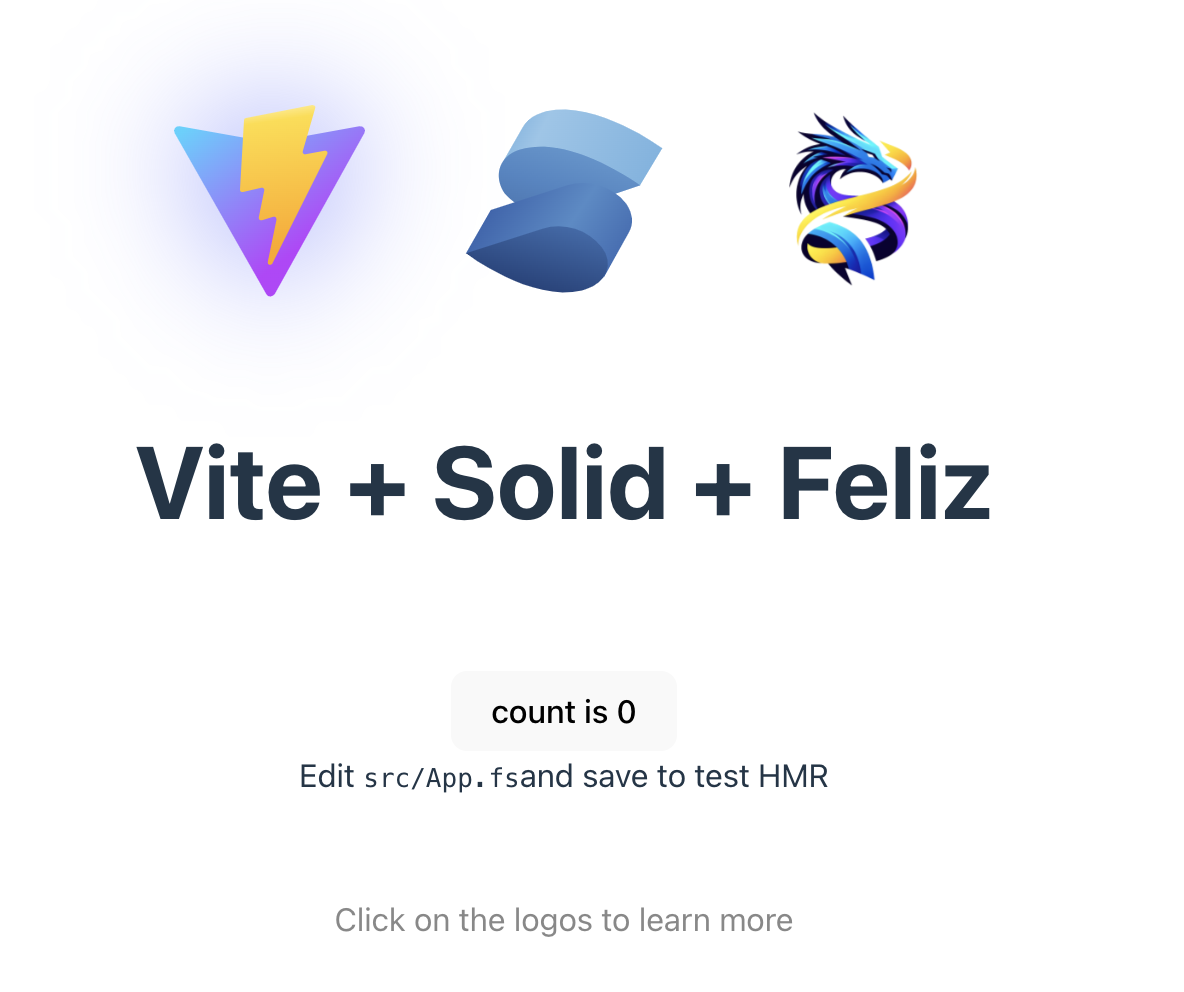 Vite + Solid + Feliz
count is 0
Edit src/App.fsand save to test HMR
Click on the logos to learn more